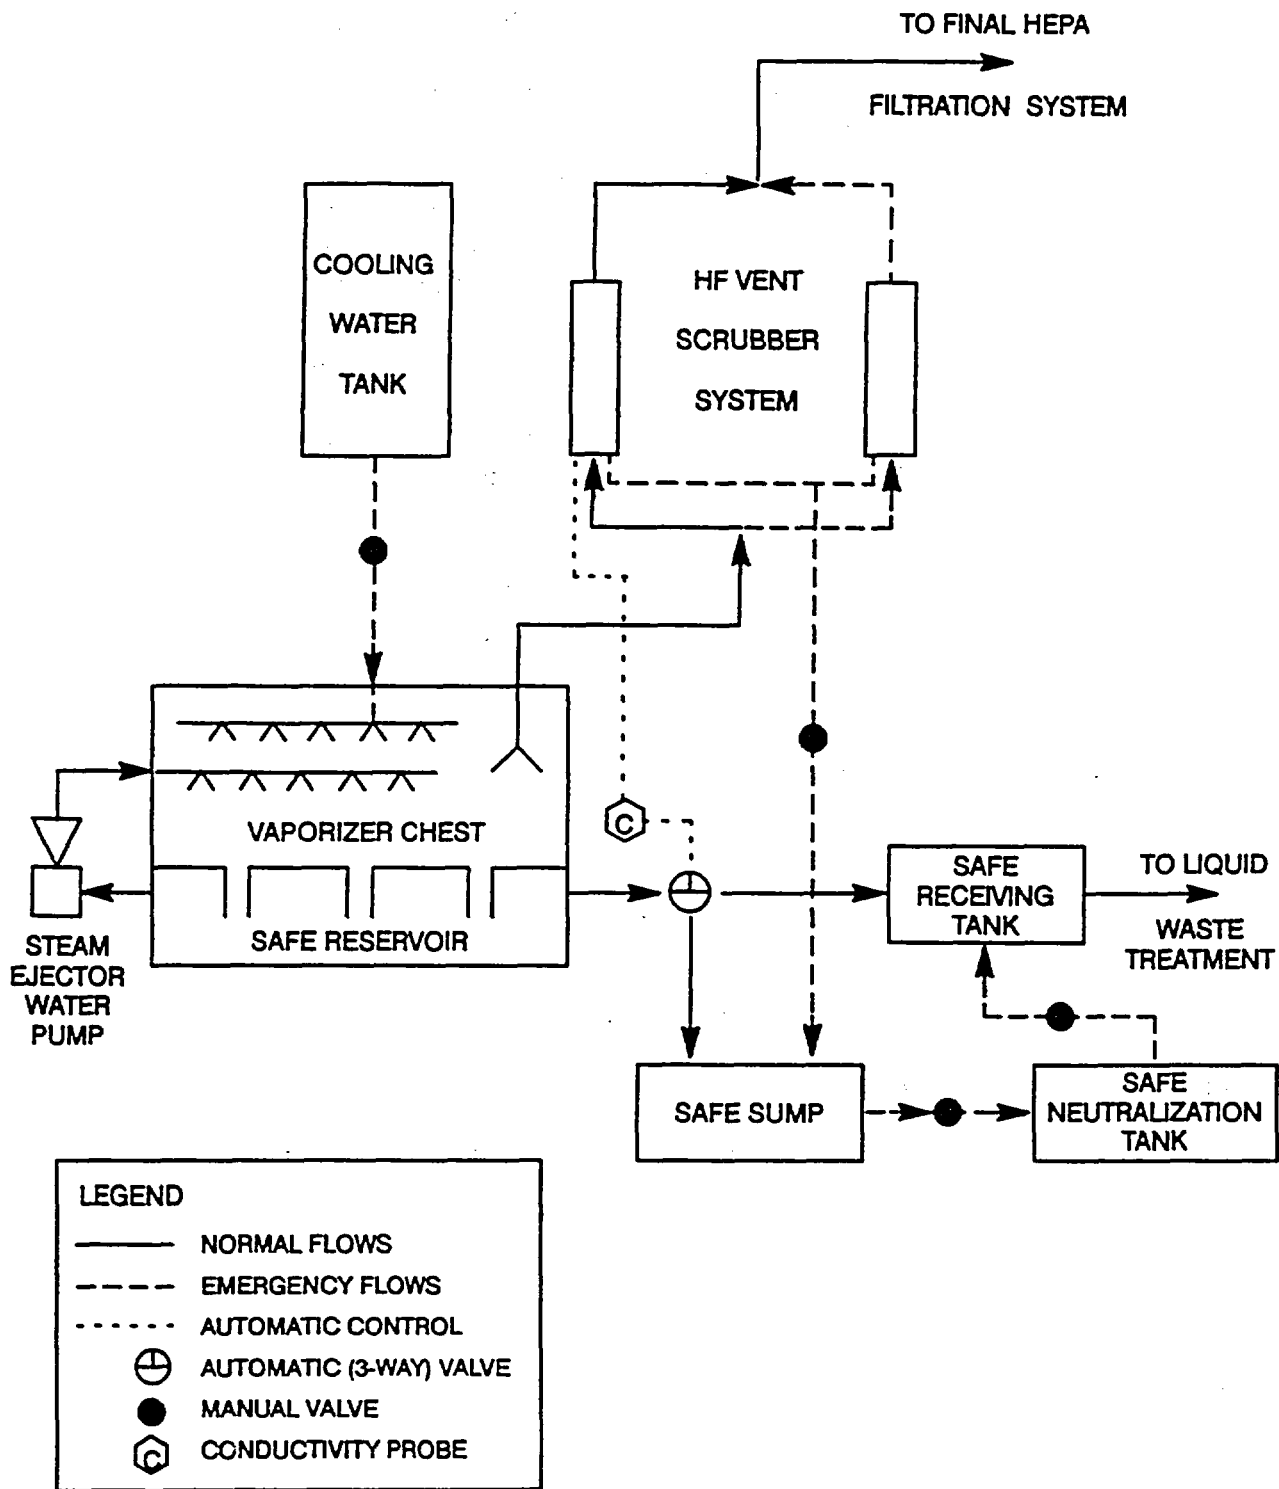 TO FINAL HEPA
FILTRATION SYSTEM
COOLING
WATER
TANK
HF VENT
SCRUBBER
SYSTEM
C
VAPORIZER CHEST
SAFE RESERVOIR
STEAM
EJECTOR
WATER
PUMP
SAFE
RECEIVING
TANK
TO LIQUID
WASTE
TREATMENT
SAFE SUMP
SAFE
NEUTRALIZATION
TANK
LEGEND
NORMAL FLOWS
EMERGENCY FLOWS
AUTOMATIC CONTROL
AUTOMATIC (3-WAY) VALVE
MANUAL VALVE
C CONDUCTIVITY PROBE